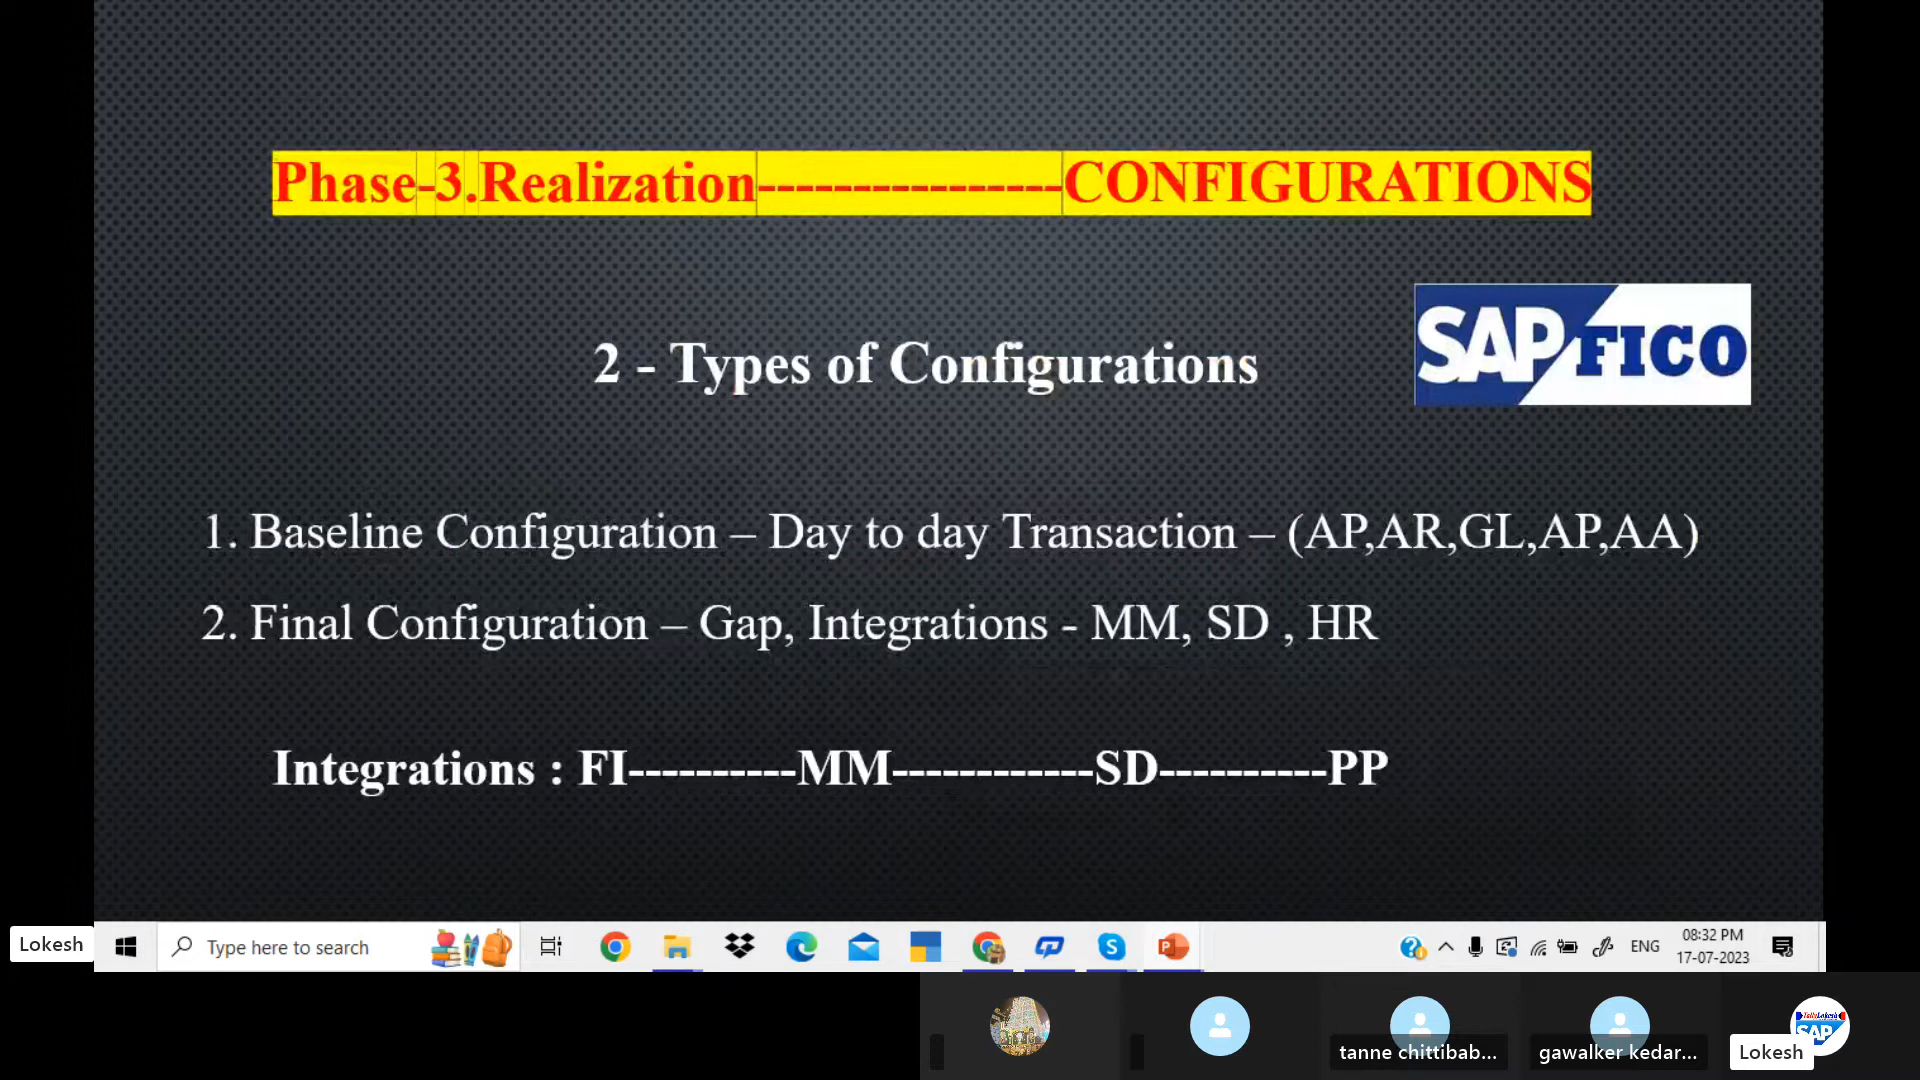 Phase-3.Realization----------------CONFIGURATIONS
2 - Types of Configurations
SAP FICO
1. Baseline Configuration – Day to day Transaction – (AP,AR,GL,AP,AA)
2. Final Configuration – Gap, Integrations - MM, SD , HR
Integrations : FI----------MM------------SD----------PP
Lokesh
Type here to search
ENG
08:32 PM
17-07-2023
tanne chittibab...
gawalker kedar...
Lokesh
SAP